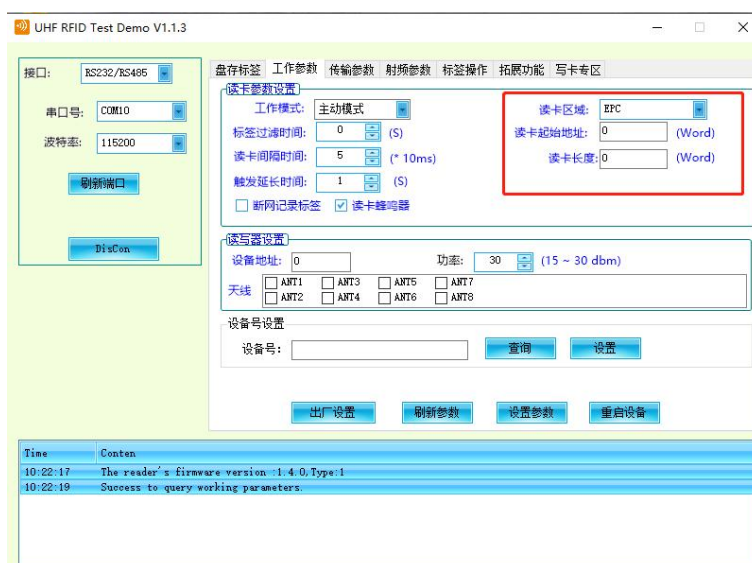 UHF RFID Test Demo V1.1.3
接口: RS232/RS485
串口号: COM10
波特率: 115200
刷新端口
DisCon
盘存标签 工作参数 传输参数 射频参数 标签操作 拓展功能 写卡专区
读卡参数设置
工作模式: 主动模式
标签过滤时间: 0 (S)
读卡间隔时间: 5 (* 10ms)
触发延长时间: 1 (S)
断网记录标签 读卡蜂鸣器
读卡区域: EPC
读卡起始地址: 0 (Word)
读卡长度: 0 (Word)
读写器设置
设备地址: 0 功率: 30 (15 ~ 30 dbm)
天线 ANT1 ANT3 ANT5 ANT7
ANT2 ANT4 ANT6 ANT8
设备号设置
设备号: 查询 设置
出厂设置 刷新参数 设置参数 重启设备
Time Conten
10:22:17 The reader's firmware version :1.4.0,Type:1
10:22:19 Success to query working parameters.